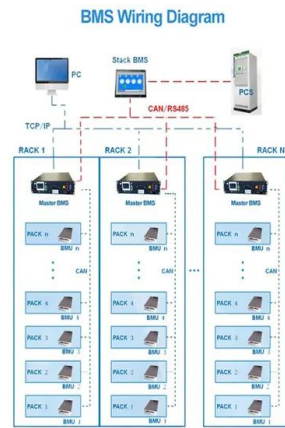 BMS Wiring Diagram
PC
Stack BMS
PCS
CAN/RS485
TCP/IP
RACK 1
RACK 2
RACK N
Master BMS
Master BMS
Master BMS
PACK n
BMU n
PACK n
BMU n
PACK n
BMU n
CAN
CAN
CAN
PACK 4
BMU 4
PACK 4
BMU 4
PACK 4
BMU 4
PACK 3
BMU 3
PACK 3
BMU 3
PACK 3
BMU 3
PACK 2
BMU 2
PACK 2
BMU 2
PACK 2
BMU 2
PACK 1
BMU 1
PACK 1
BMU 1
PACK 1
BMU 1